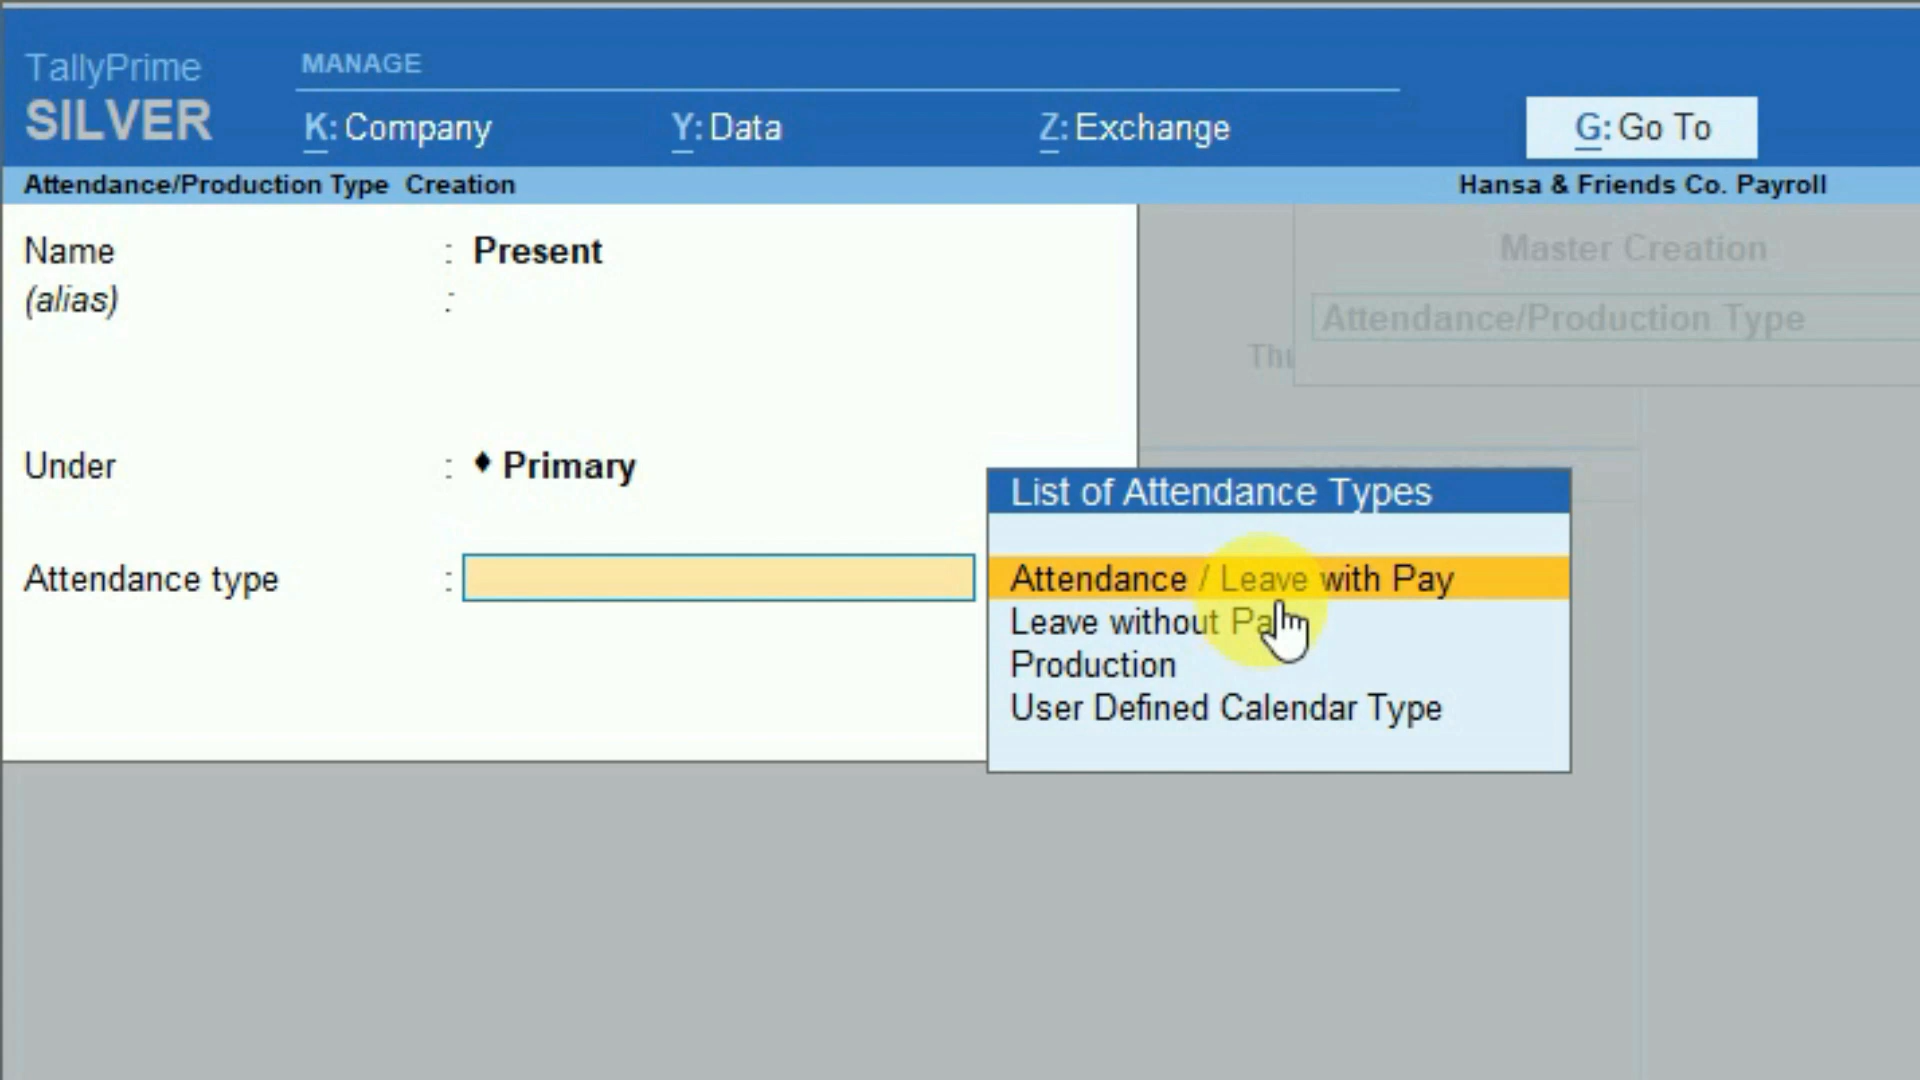 TallyPrime
MANAGE
SILVER
K: Company
Y: Data
Z: Exchange
G: Go To
Attendance/Production Type Creation
Hansa & Friends Co. Payroll
Name : Present
(alias) :
Master Creation
Attendance/Production Type
Under : ♦ Primary
List of Attendance Types
Attendance type :
Attendance / Leave with Pay
Leave without Pa
Production
User Defined Calendar Type